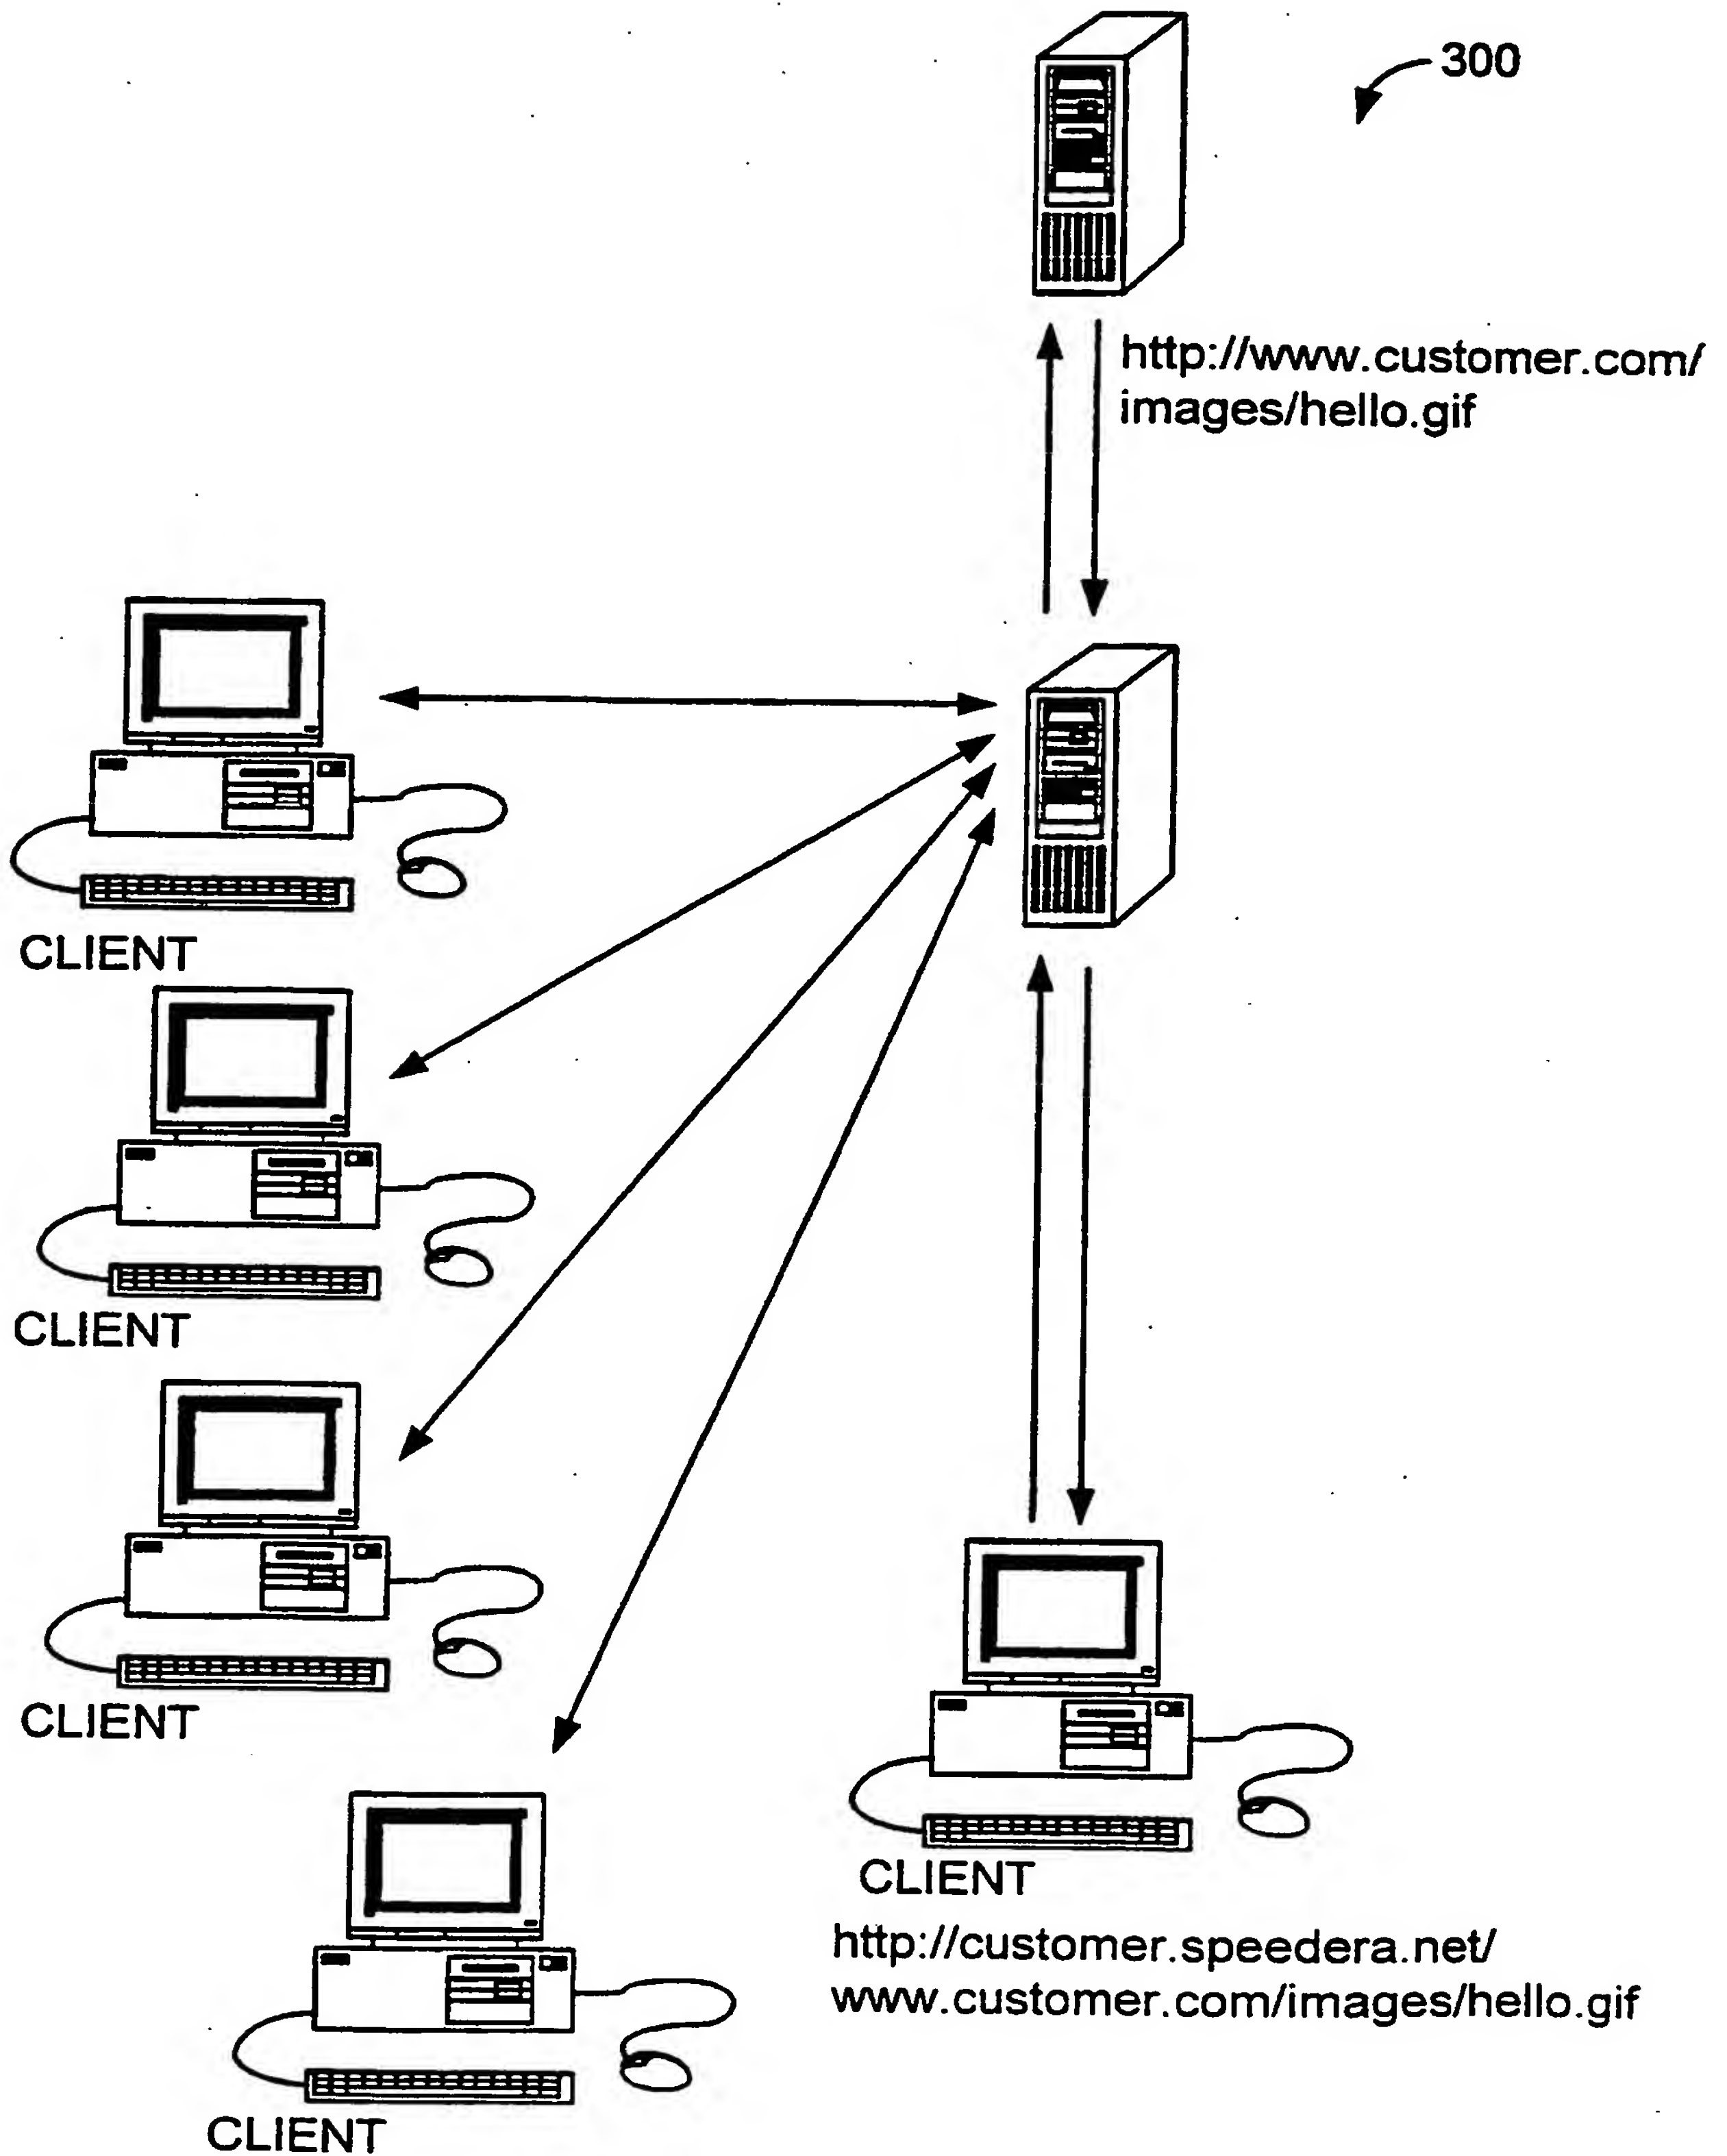 300
http://www.customer.com/
images/hello.gif
CLIENT
CLIENT
CLIENT
CLIENT
http://customer.speedera.net/
www.customer.com/images/hello.gif
CLIENT